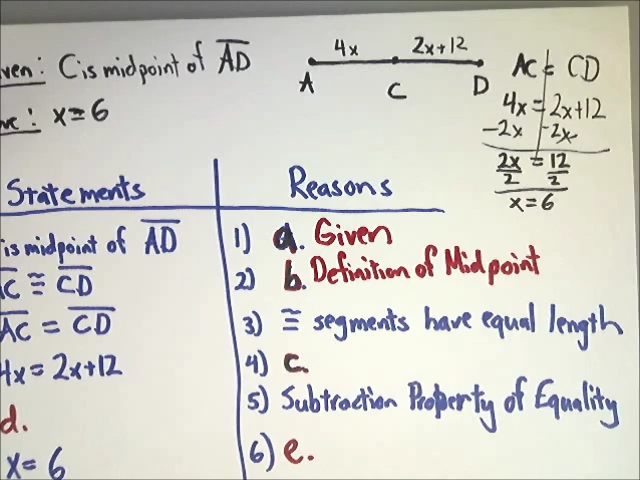 ven: C is midpoint of AD
ve: x=6
4x 2x+12
A C D
AC = CD
4x = 2x+12
-2x -2x
2x/2 = 12/2
x=6
Statements Reasons
is midpoint of AD 1) a. Given
C ≅ CD 2) b. Definition of Midpoint
AC = CD 3) ≅ segments have equal length
4x = 2x+12 4) c.
d. 5) Subtraction Property of Equality
x=6 6) e.